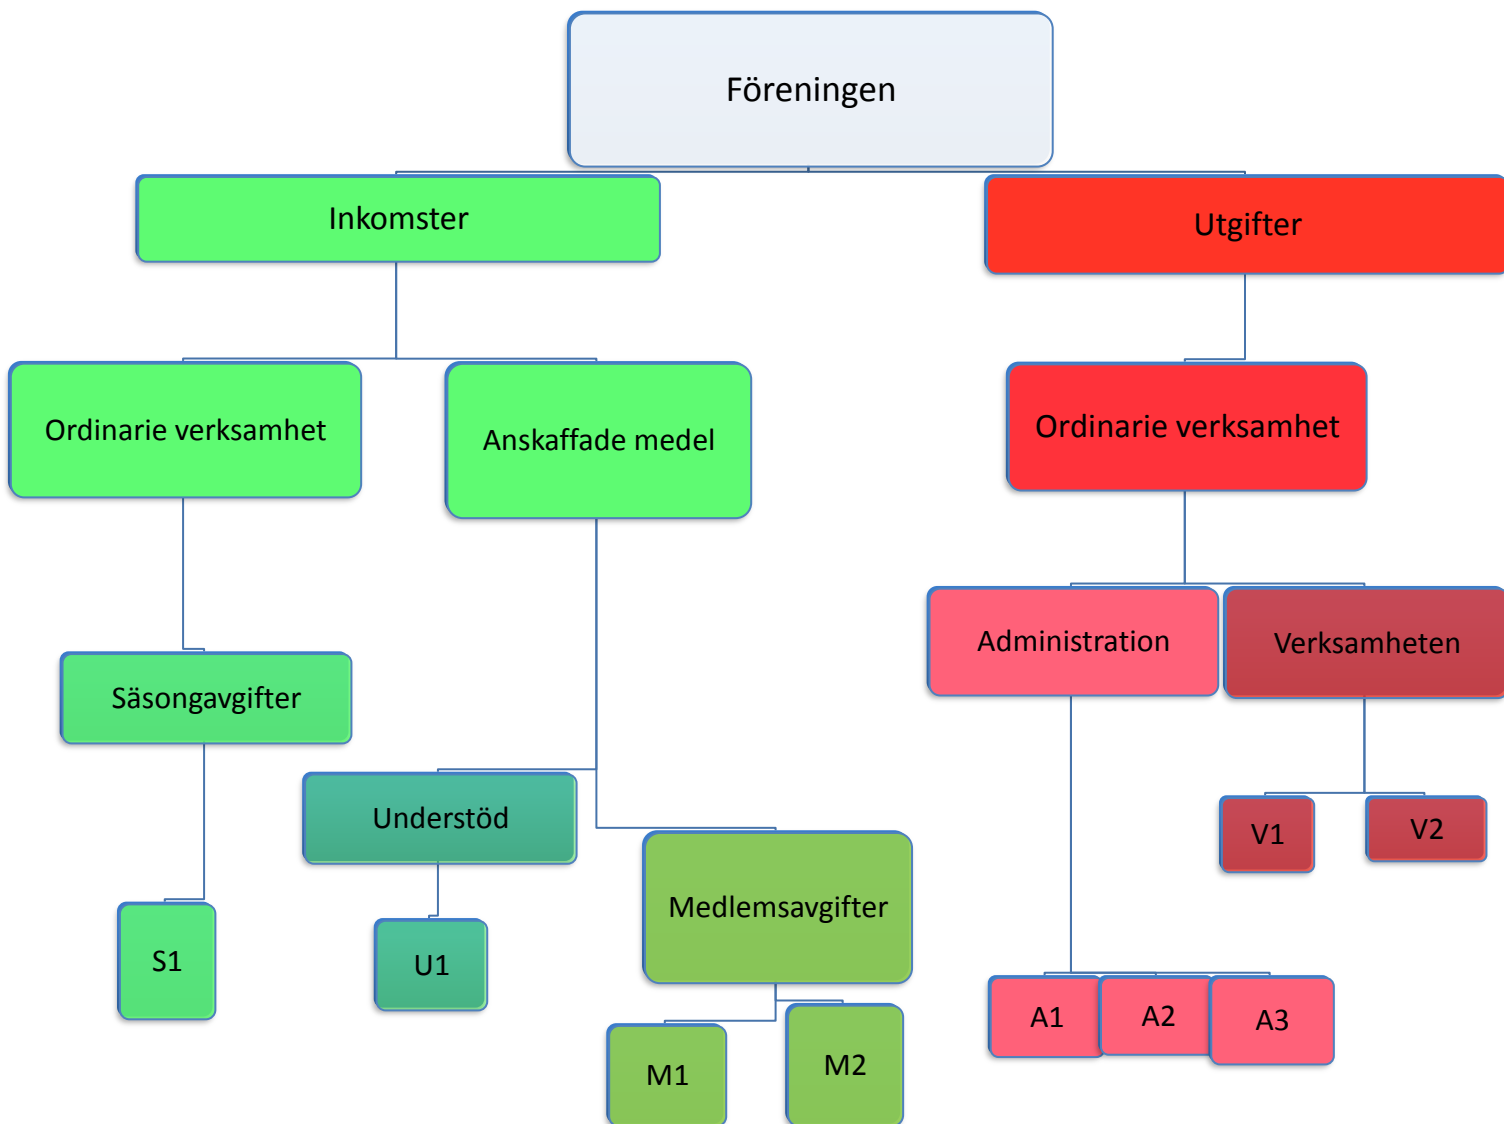 Föreningen
Inkomster
Utgifter
Ordinarie verksamhet
Anskaffade medel
Ordinarie verksamhet
Administration
Verksamheten
Säsongavgifter
Understöd
V1
V2
Medlemsavgifter
S1
U1
A1
A2
A3
M1
M2